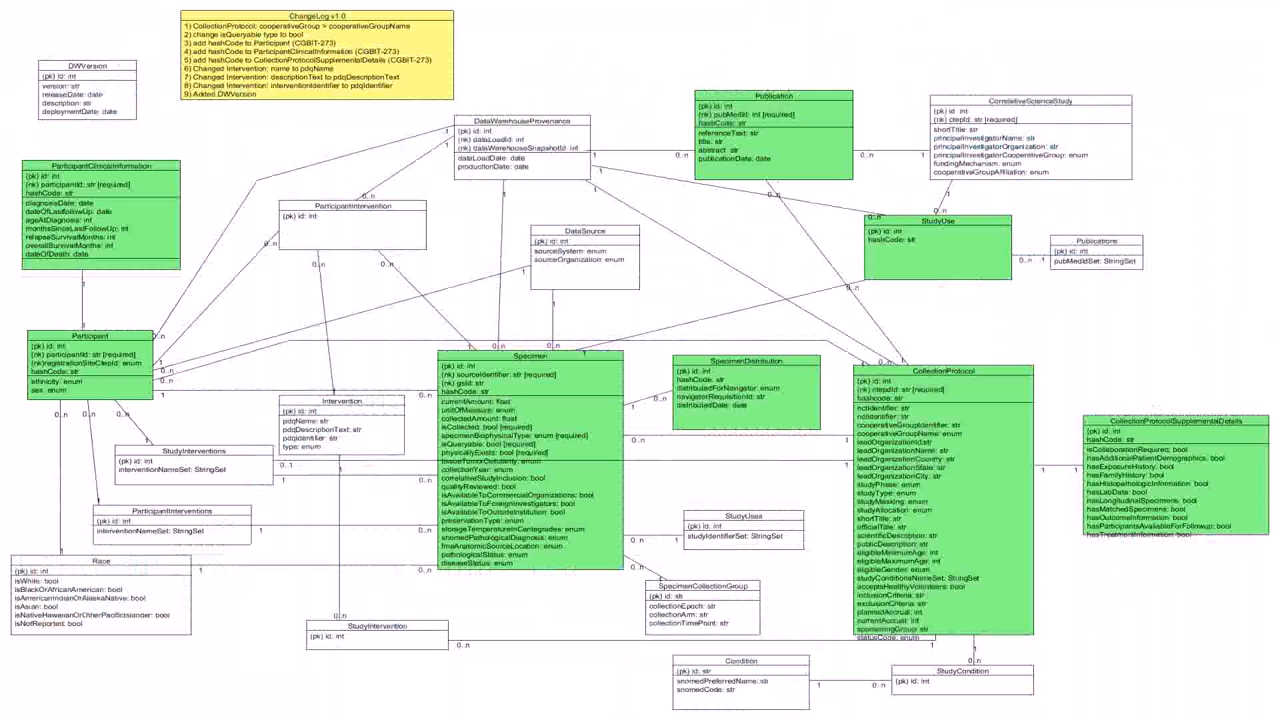 ChangeLog v1.0
1) CollectionProtocol: cooperativeGroup > cooperativeGroupName
2) change isQueryable type to bool
3) add hashCode to Participant (CGBIT-273)
4) add hashCode to ParticipantClinicalInformation (CGBIT-273)
5) add hashCode to CollectionProtocolSupplementalDetails (CGBIT-273)
6) Changed Intervention: name to pdqName
7) Changed Intervention: descriptionText to pdqDescriptionText
8) Changed Intervention: interventionIdentifier to pdqIdentifier
9) Added DWVersion
DWVersion
(pk) id: int
version: str
releaseDate: date
description: str
deploymentDate: date
DataWarehouseProvenance
(pk) id: int
(nk) dataLoadId: int
(nk) dataWarehouseSnapshotId: int
dataLoadDate: date
productionDate: date
Publication
(pk) id: int
(nk) pubMedId: int [required]
hashCode: str
referenceText: str
title: str
abstract: str
publicationDate: date
CorrelativeScienceStudy
(pk) id: int
(nk) ctepId: str [required]
shortTitle: str
principalInvestigatorName: str
principalInvestigatorOrganization: str
principalInvestigatorCooperativeGroup: enum
fundingMechanism: enum
cooperativeGroupAffiliation: enum
ParticipantClinicalInformation
(pk) id: int
(nk) participantId: str [required]
hashCode: str
diagnosisDate: date
dateOfLastfollowUp: date
ageAtDiagnosis: int
monthsSinceLastFollowUp: int
relapseSurvivalMonths: int
overallSurvivalMonths: int
dateOfDeath: date
ParticipantIntervention
(pk) id: int
DataSource
(pk) id: int
sourceSystem: enum
sourceOrganization: enum
StudyUse
(pk) id: int
hashCode: str
Publications
(pk) id: int
pubMedIdSet: StringSet
Participant
(pk) id: int
(nk) participantId: str [required]
(nk)registrationSiteCtepId: enum
hashCode: str
ethnicity: enum
sex: enum
Specimen
(pk) id: int
(nk) sourceIdentifier: str [required]
(nk) gsId: str
hashCode: str
currentAmount: float
unitOfMeasure: enum
collectedAmount: float
isCollected: bool [required]
specimenBiophysicalType: enum [required]
isQueryable: bool [required]
physicallyExists: bool [required]
tissueTumorCellularity: enum
collectionYear: enum
correlativeStudyInclusion: bool
qualityReviewed: bool
isAvailableToCommercialOrganizations: bool
isAvailableToForeignInvestigators: bool
isAvailableToOutsideInstitution: bool
preservationType: enum
storageTemperatureInCentegrades: enum
snomedPathologicalDiagnosis: enum
fmaAnatomicSourceLocation: enum
pathologicalStatus: enum
diseaseStatus: enum
SpecimenDistribution
(pk) id: int
hashCode: str
distributedForNavigator: enum
navigatorRequisitionId: str
distributedDate: date
CollectionProtocol
(pk) id: int
(nk) ctepdId: str [required]
hashcode: str
nctIdentifier: str
nciIdentifier: str
cooperativeGroupIdentifier: str
cooperativeGroupName: enum
leadOrganizationId:str
leadOrganizationName: str
leadOrganizationCountry: str
leadOrganizationState: str
leadOrganizationCity: str
studyPhase: enum
studyType: enum
studyMasking: enum
studyAllocation: enum
shortTitle: str
officialTitle: str
scientificDescription: str
publicDescription: str
eligibleMinimumAge: int
eligibleMaximumAge: int
eligibleGender: enum
studyConditionsNameSet: StringSet
acceptsHealthyVolunteers: bool
inclusionCriteria: str
exclusionCriteria: str
plannedAccrual: int
currentAccrual: int
sponsoringGroup: str
statusCode: enum
CollectionProtocolSupplementalDetails
(pk) id: int
hashCode: str
isCollaborationRequired: bool
hasAdditionalPatientDemographics: bool
hasExposureHistory: bool
hasFamilyHistory: bool
hasHistopathologicInformation: bool
hasLabData: bool
hasLongitudinalSpecimens: bool
hasMatchedSpecimens: bool
hasOutcomeInformation: bool
hasParticipantsAvailableForFollowup: bool
hasTreatmentInformation: bool
Intervention
(pk) id: int
pdqName: str
pdqDescriptionText: str
pdqIdentifier: str
type: enum
StudyInterventions
(pk) id: int
interventionNameSet: StringSet
ParticipantInterventions
(pk) id: int
interventionNameSet: StringSet
Race
(pk) id: int
isWhite: bool
isBlackOrAfricanAmerican: bool
isAmericanIndianOrAlaskaNative: bool
isAsian: bool
isNativeHawaiianOrOtherPacificIslander: bool
isNotReported: bool
StudyUses
(pk) id: int
studyIdentifierSet: StringSet
SpecimenCollectionGroup
(pk) id: str
collectionEpoch: str
collectionArm: str
collectionTimePoint: str
StudyIntervention
(pk) id: int
Condition
(pk) id: str
snomedPreferredName: str
snomedCode: str
StudyCondition
(pk) id: int